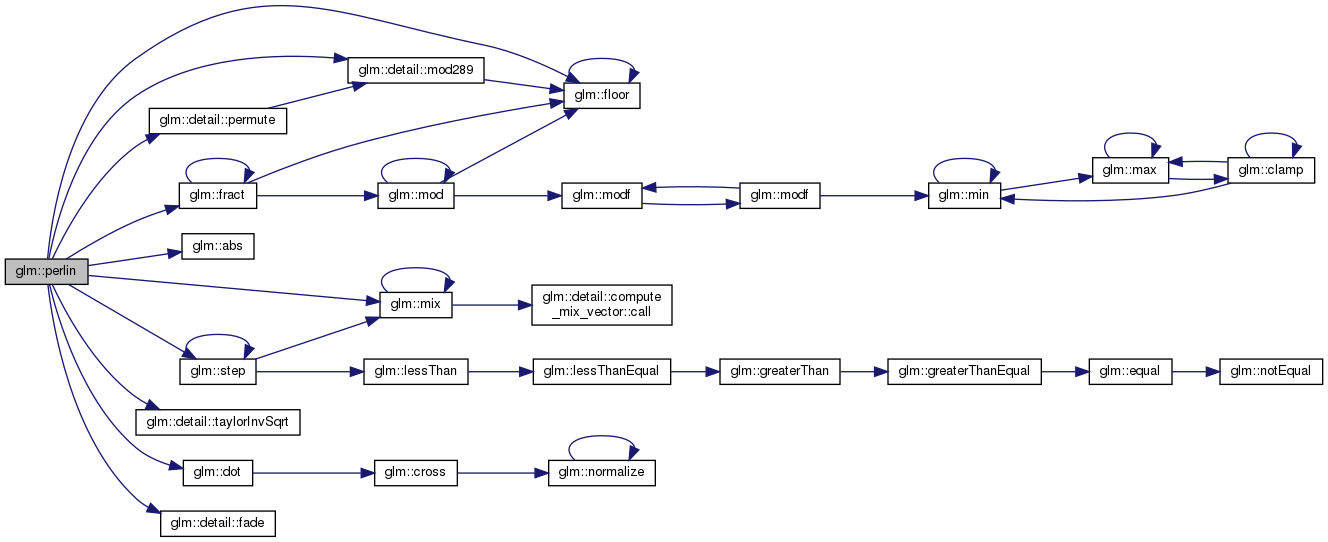 glm::perlin
glm::detail::mod289
glm::floor
glm::detail::permute
glm::fract
glm::mod
glm::modf
glm::modf
glm::min
glm::max
glm::clamp
glm::abs
glm::mix
glm::detail::compute
_mix_vector::call
glm::step
glm::lessThan
glm::lessThanEqual
glm::greaterThan
glm::greaterThanEqual
glm::equal
glm::notEqual
glm::detail::taylorInvSqrt
glm::dot
glm::cross
glm::normalize
glm::detail::fade